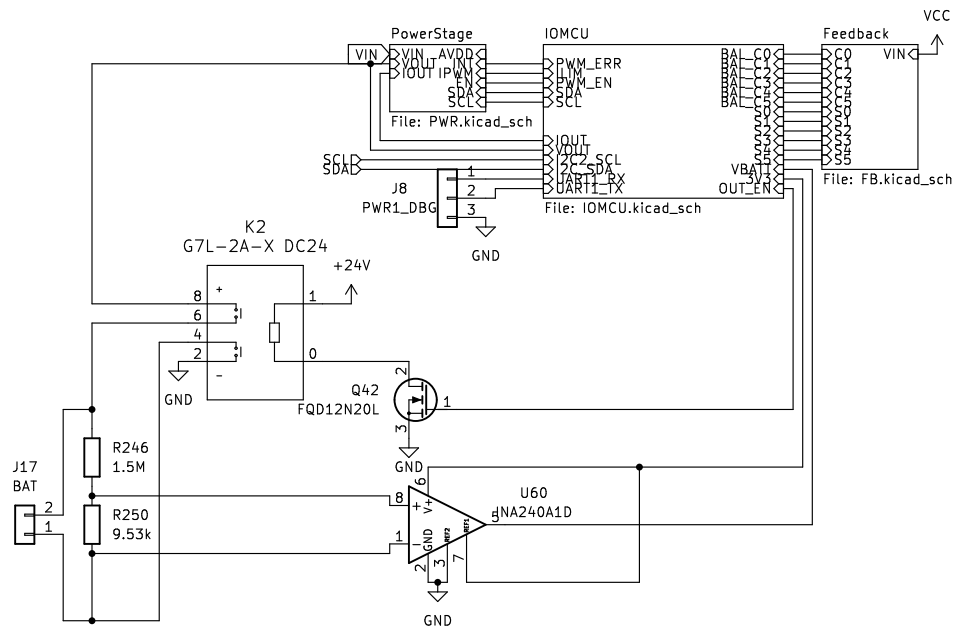 VCC
PowerStage
IOMCU
Feedback
VIN
VIN AVDD
VOUT INT
IOUT IPWM
EN
SDA
SCL
File: PWR.kicad_sch
PWM_ERR
ILIM
PWM_EN
SDA
SCL
IOUT
VOUT
I2C2_SCL
I2C_SDA
UART1_RX
UART1_TX
BAL_C0
BAL_C1
BAL_C2
BAL_C3
BAL_C4
BAL_C5
S0
S1
S2
S3
S4
S5
VBATT
3V3
OUT_EN
File: IOMCU.kicad_sch
C0 VIN
C1
C2
C3
C4
C5
S0
S1
S2
S3
S4
S5
File: FB.kicad_sch
SCL
SDA
J8
PWR1_DBG
1
2
3
GND
K2
G7L-2A-X DC24
+24V
8 + 1
6
4
2 - 0
GND
Q42
FQD12N20L
2
1
3
GND
R246
1.5M
J17
BAT
2
1
R250
9.53k
U60
INA240A1D
6
V+
8 +
5
1 -
GND
REF2
REF1
2
3
7
GND